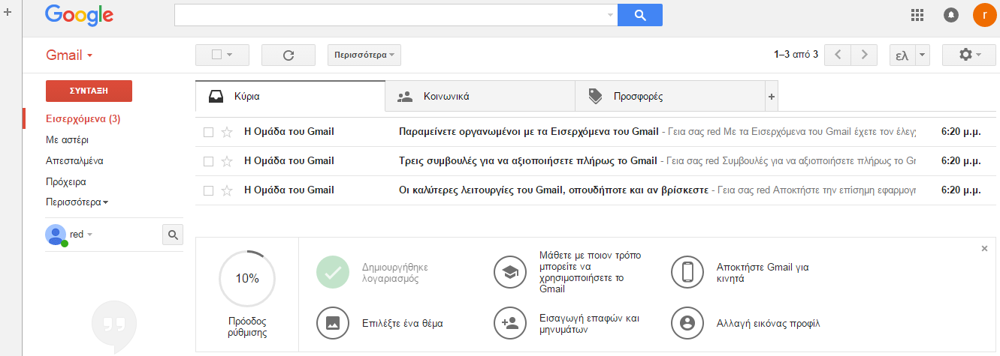 Google
r
Gmail
Περισσότερα
1–3 από 3
ελ
ΣΥΝΤΑΞΗ
Κύρια
Κοινωνικά
Προσφορές
Εισερχόμενα (3)
Με αστέρι
Απεσταλμένα
Πρόχειρα
Περισσότερα
red
Η Ομάδα του Gmail Παραμείνετε οργανωμένοι με τα Εισερχόμενα του Gmail - Γεια σας red Με τα Εισερχόμενα του Gmail έχετε τον έλεγχ 6:20 μ.μ.
Η Ομάδα του Gmail Τρεις συμβουλές για να αξιοποιήσετε πλήρως το Gmail - Γεια σας red Συμβουλές για να αξιοποιήσετε πλήρως το Gr 6:20 μ.μ.
Η Ομάδα του Gmail Οι καλύτερες λειτουργίες του Gmail, οπουδήποτε και αν βρίσκεστε - Γεια σας red Αποκτήστε την επίσημη εφαρμογ 6:20 μ.μ.
10%
Πρόοδος
ρύθμισης
Δημιουργήθηκε
λογαριασμός
Μάθετε με ποιον τρόπο
μπορείτε να
χρησιμοποιήσετε το
Gmail
Αποκτήστε Gmail για
κινητά
Επιλέξτε ένα θέμα
Εισαγωγή επαφών και
μηνυμάτων
Αλλαγή εικόνας προφίλ